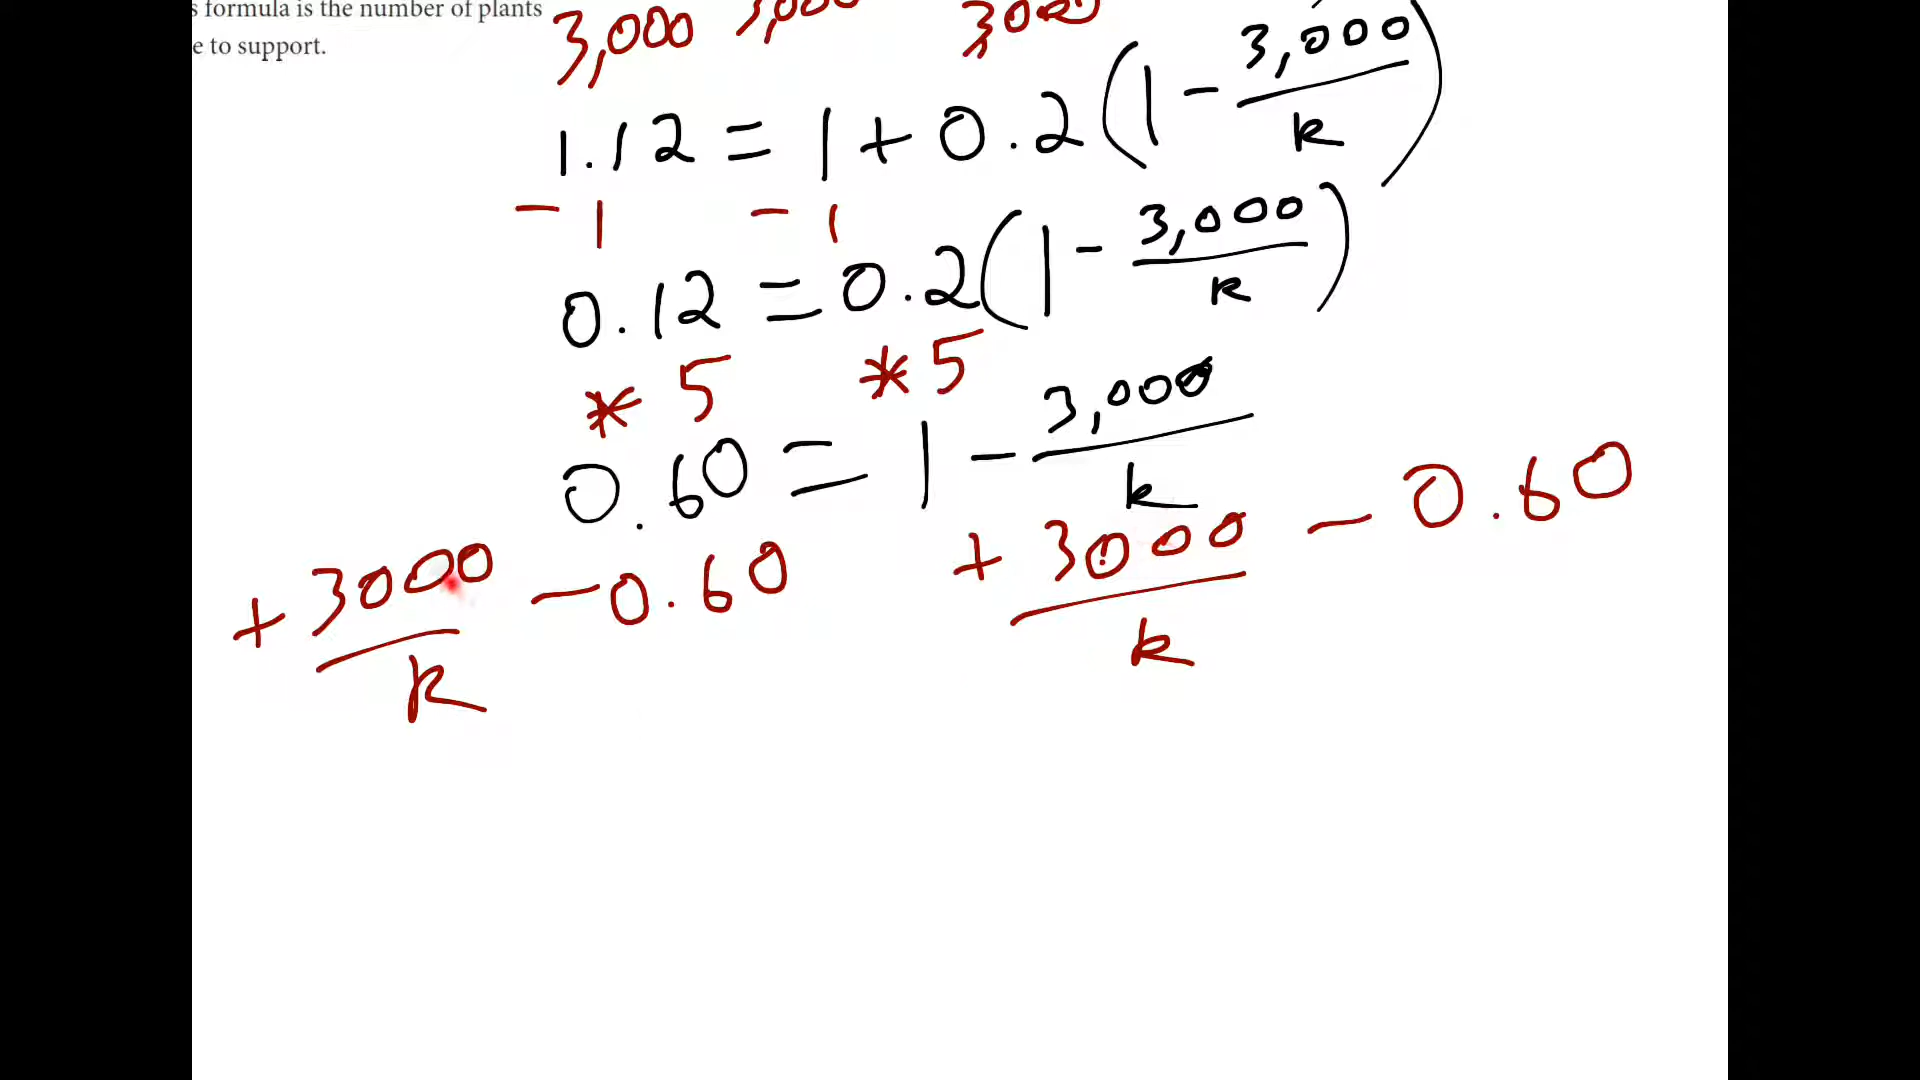 s formula is the number of plants
e to support.
3,000 3,000 3000
1.12 = 1 + 0.2 (1 - 3,000/k)
- 1 - 1
0.12 = 0.2 (1 - 3,000/k)
* 5 * 5
0.60 = 1 - 3,000/k
+ 3000/k - 0.60 + 3000/k - 0.60